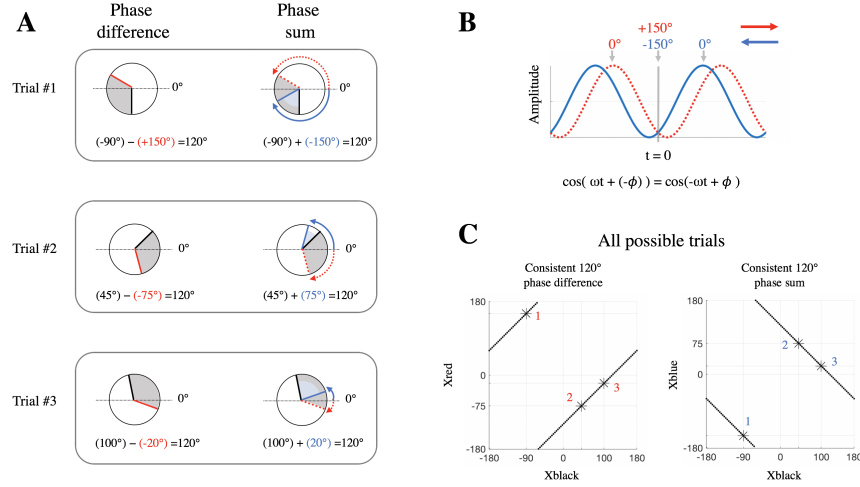 A
Phase
difference
Phase
sum
Trial #1
0°
0°
(-90°) − (+150°) =120°
(-90°) + (-150°) =120°
Trial #2
0°
0°
(45°) − (-75°) =120°
(45°) + (75°) =120°
Trial #3
0°
0°
(100°) − (-20°) =120°
(100°) + (20°) =120°
B
+150°
0°
-150°
0°
Amplitude
t = 0
cos( ωt + (-ϕ) ) = cos(-ωt + ϕ )
C
All possible trials
Consistent 120°
phase difference
180
1
Xred
0
2
3
-75
-180
-180
-90
0
100
180
Xblack
Consistent 120°
phase sum
180
2
75
3
Xblue
0
1
-180
-180
-90
0
100
180
Xblack